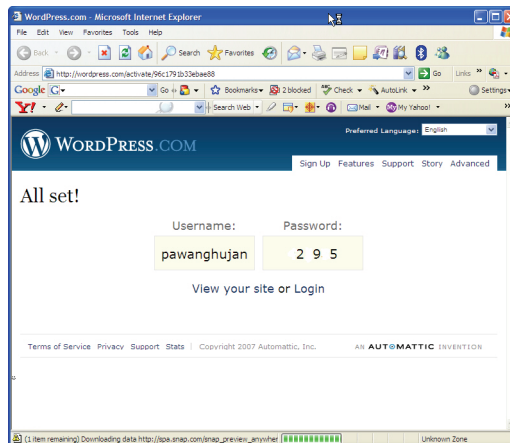 WordPress.com - Microsoft Internet Explorer
File Edit View Favorites Tools Help
Back Search Favorites
Address http://wordpress.com/activate/96c1791b33ebae88 Go Links »
Google G Go Bookmarks 2 blocked Check AutoLink » Settings
Y! Search Web Mail My Yahoo! »
Preferred Language: English
WORDPRESS.COM
Sign Up Features Support Story Advanced
All set!
Username: Password:
pawanghujan 2 9 5
View your site or Login
Terms of Service Privacy Support Stats | Copyright 2007 Automattic, Inc. AN AUTOMATTIC INVENTION
(1 item remaining) Downloading data http://spa.snap.com/snap_preview_anywher Unknown Zone